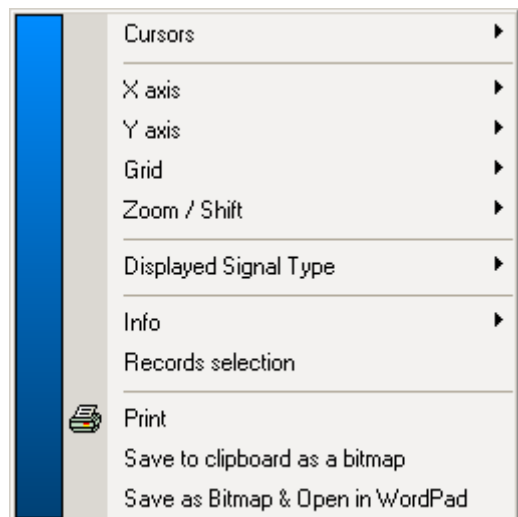 Cursors
X axis
Y axis
Grid
Zoom / Shift
Displayed Signal Type
Info
Records selection
Print
Save to clipboard as a bitmap
Save as Bitmap & Open in WordPad